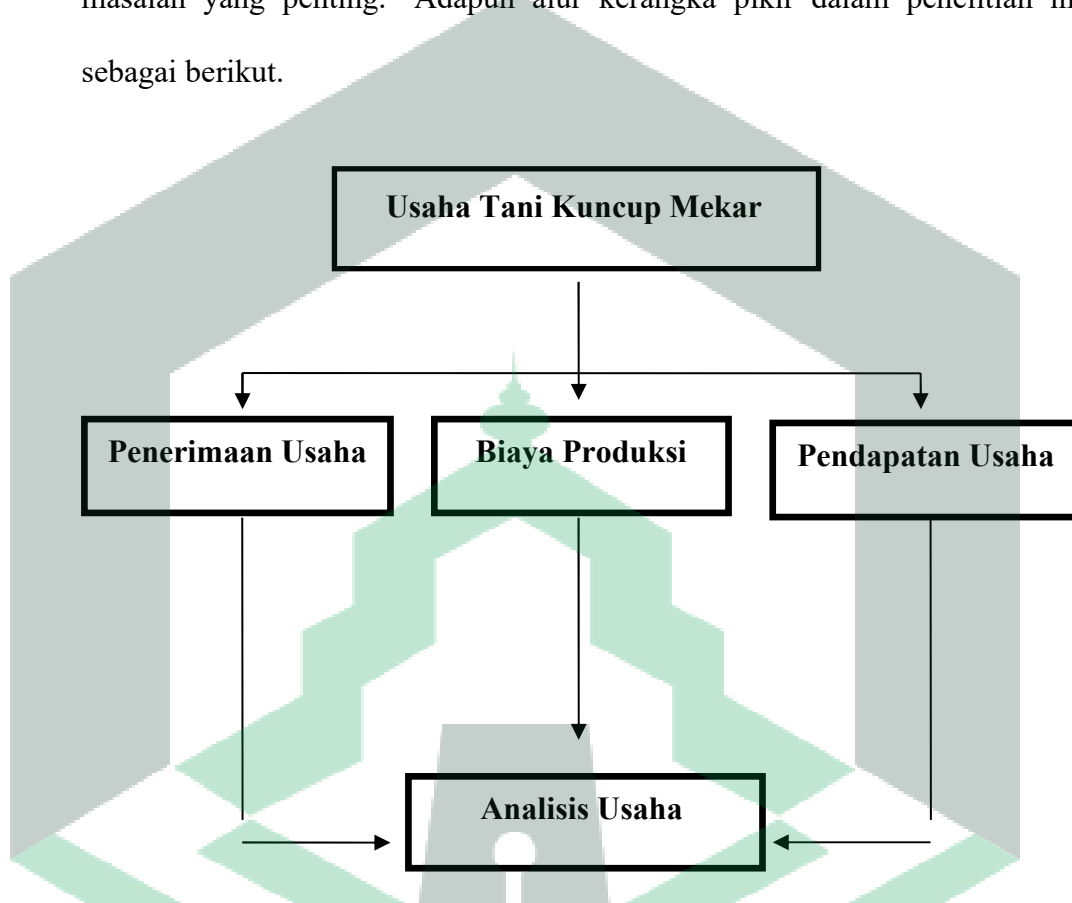 masalah yang penting. Adapun alur kerangka pikir dalam penelitian
sebagai berikut.
Usaha Tani Kuncup Mekar
Penerimaan Usaha
Biaya Produksi
Pendapatan Usaha
Analisis Usaha